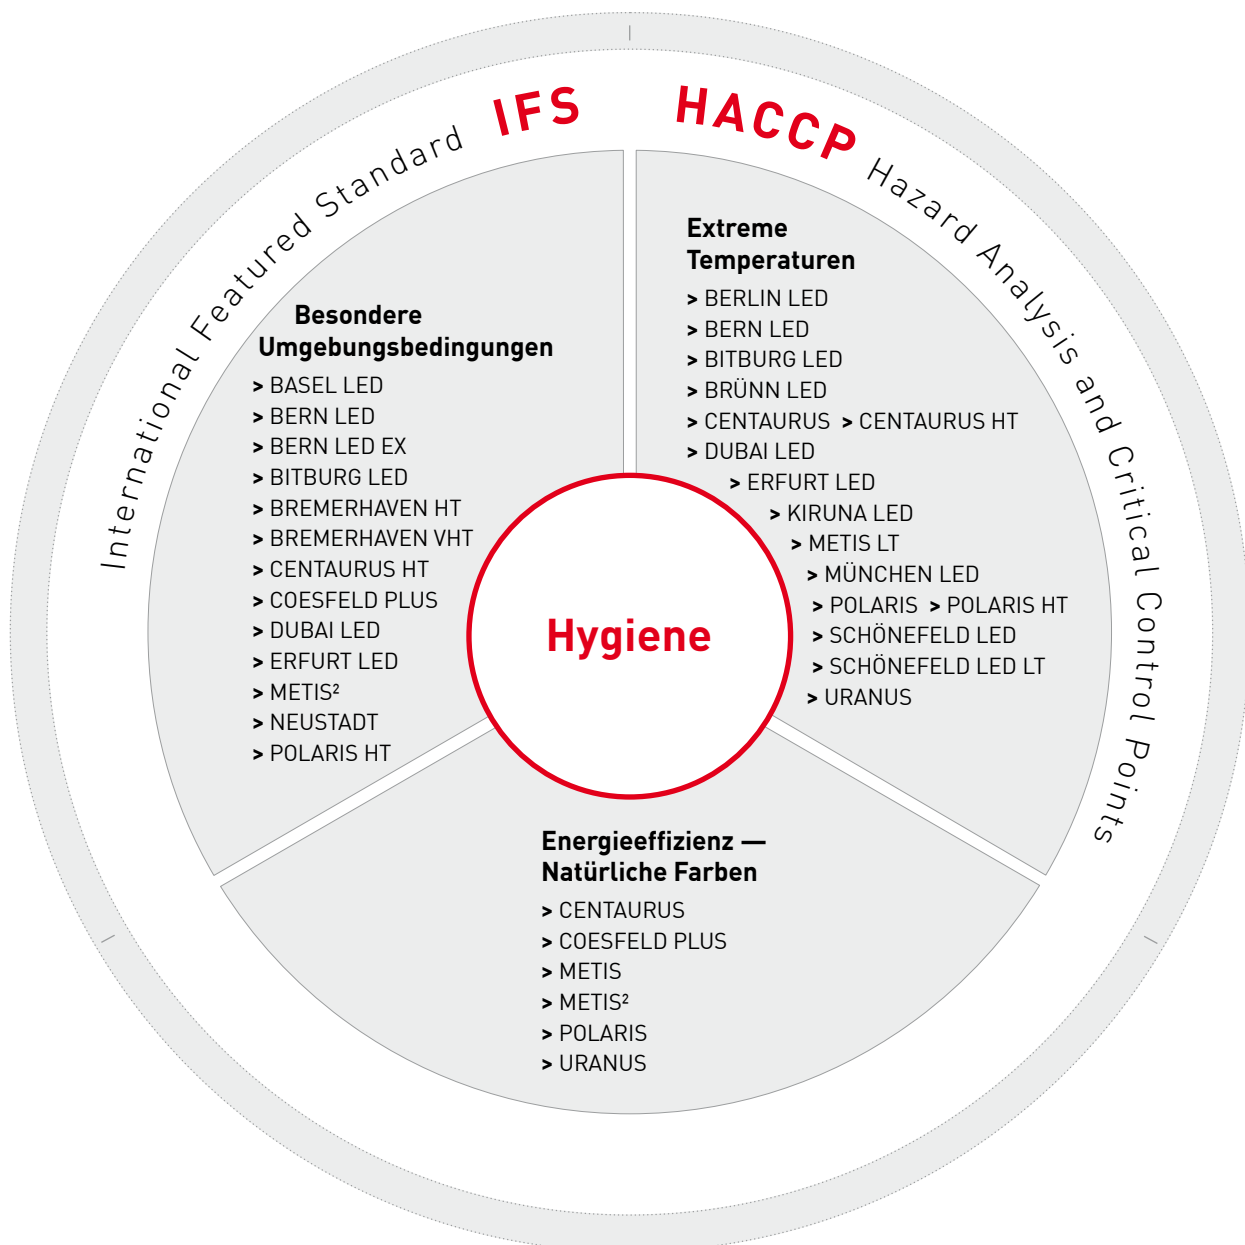 International Featured Standard IFS
HACCP Hazard Analysis and Critical Control Points
Besondere
Umgebungsbedingungen
> BASEL LED
> BERN LED
> BERN LED EX
> BITBURG LED
> BREMERHAVEN HT
> BREMERHAVEN VHT
> CENTAURUS HT
> COESFELD PLUS
> DUBAI LED
> ERFURT LED
> METIS²
> NEUSTADT
> POLARIS HT
Extreme
Temperaturen
> BERLIN LED
> BERN LED
> BITBURG LED
> BRÜNN LED
> CENTAURUS > CENTAURUS HT
> DUBAI LED
> ERFURT LED
> KIRUNA LED
> METIS LT
> MÜNCHEN LED
> POLARIS > POLARIS HT
> SCHÖNEFELD LED
> SCHÖNEFELD LED LT
> URANUS
Hygiene
Energieeffizienz —
Natürliche Farben
> CENTAURUS
> COESFELD PLUS
> METIS
> METIS²
> POLARIS
> URANUS